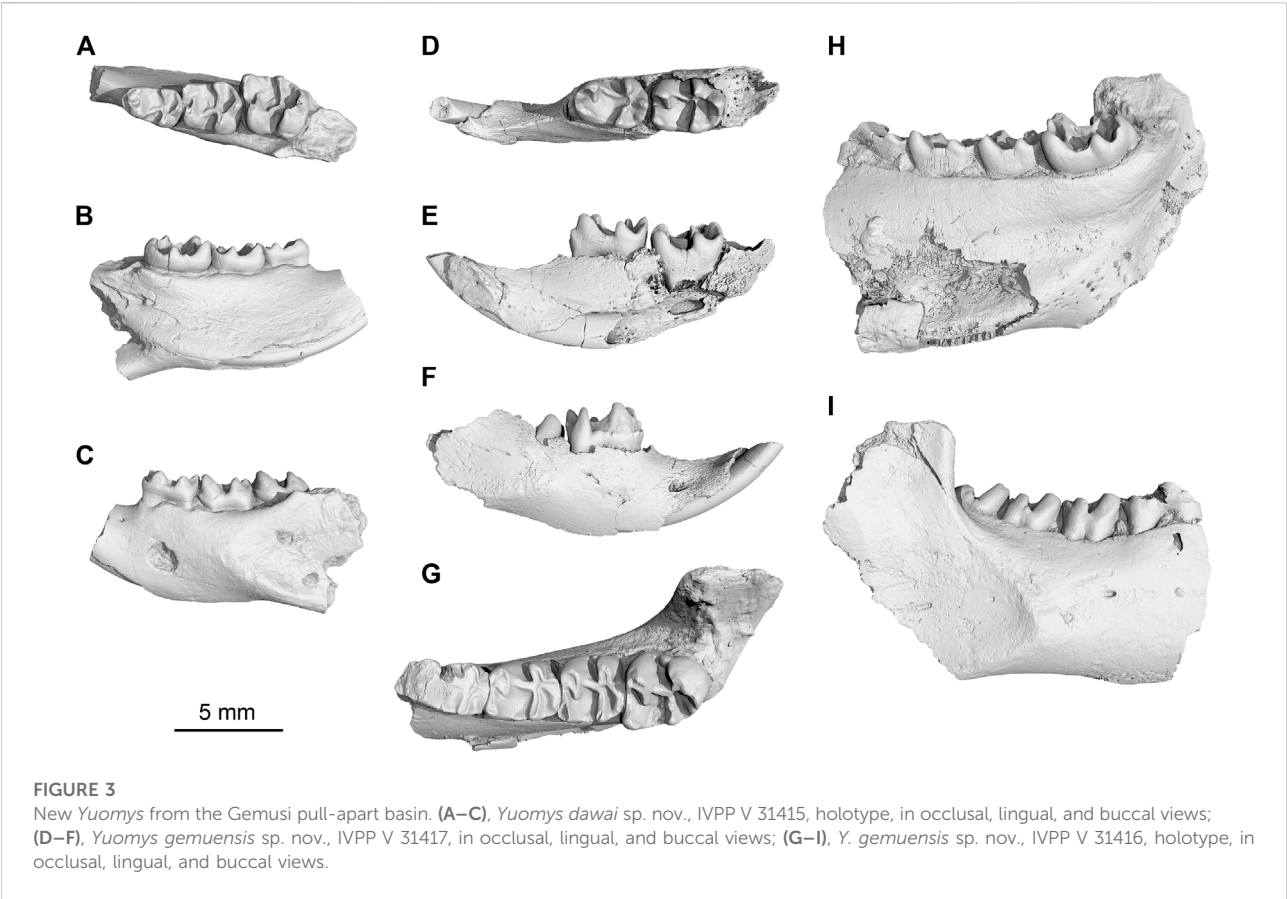 A
D
H
B
E
F
I
C
G
5 mm
FIGURE 3
New Yuomys from the Gemusi pull-apart basin. (A–C), Yuomys dawai sp. nov., IVPP V 31415, holotype, in occlusal, lingual, and buccal views;
(D–F), Yuomys gemuensis sp. nov., IVPP V 31417, in occlusal, lingual, and buccal views; (G–I), Y. gemuensis sp. nov., IVPP V 31416, holotype, in
occlusal, lingual, and buccal views.